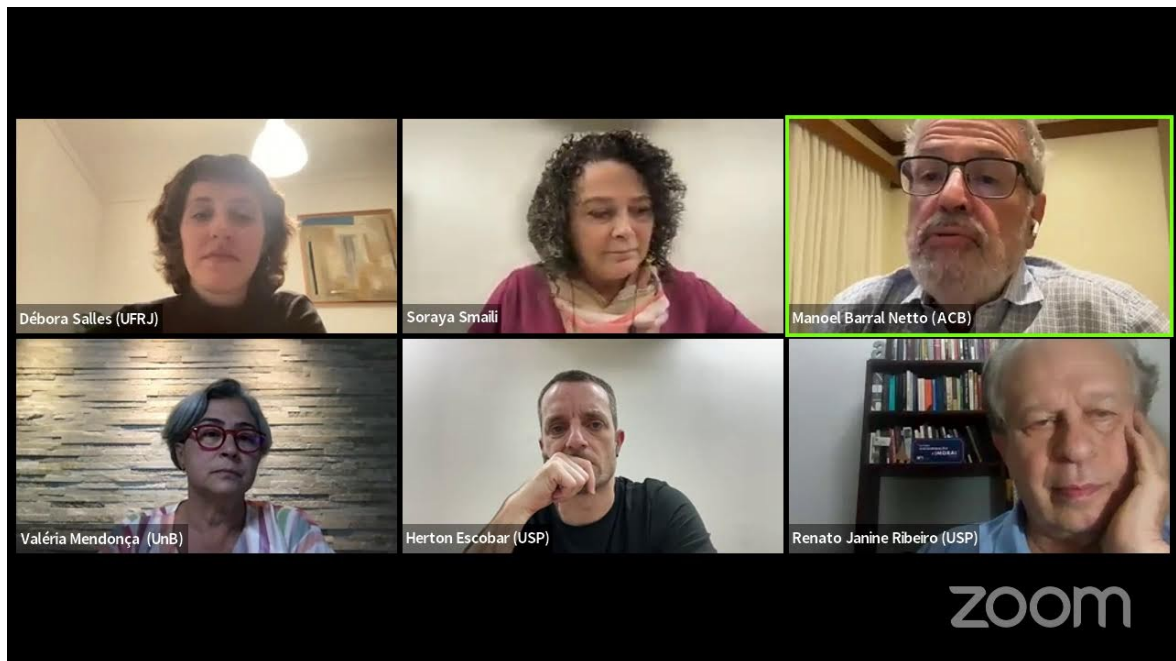 Débora Salles (UFRJ)
Soraya Smaili
Manoel Barral Netto (ACB)
Valéria Mendonça (UnB)
Herton Escobar (USP)
Renato Janine Ribeiro (USP)
zoom